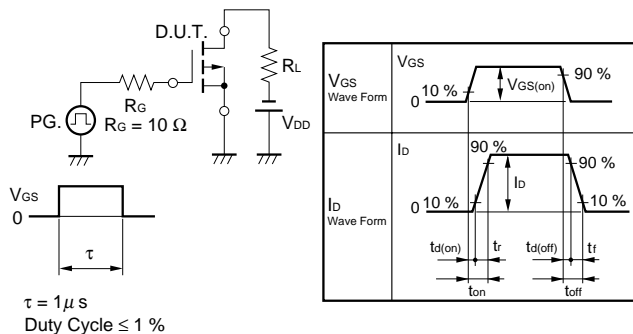 D.U.T.
RL
RG
PG.
RG = 10 Ω
VDD
VGS
0
τ
τ = 1μ s
Duty Cycle ≤ 1 %
VGS
Wave Form
VGS
10 %
0
VGS(on)
90 %
ID
Wave Form
ID
90 %
90 %
ID
0
10 %
10 %
td(on)
tr
td(off)
tf
ton
toff